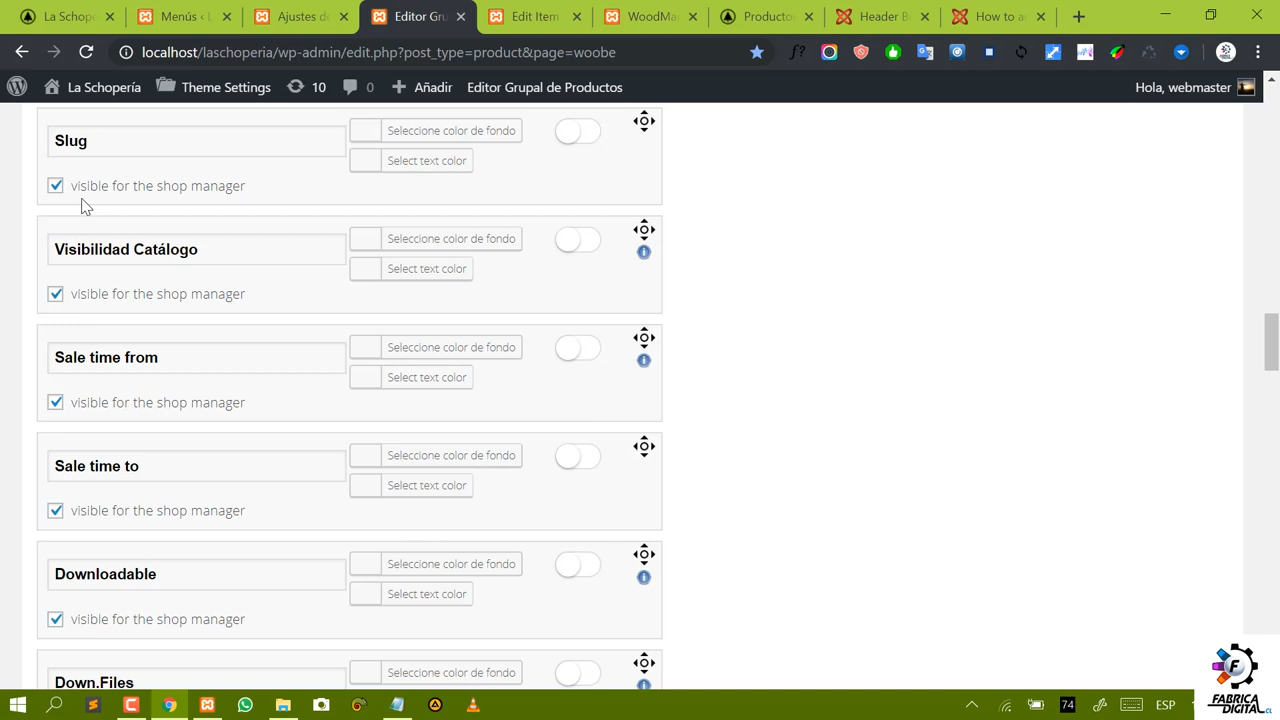 La Schope
Menús ‹ L
Ajustes de
Editor Gru
Edit Item
WoodMa
Producto
Header B
How to a
localhost/laschoperia/wp-admin/edit.php?post_type=product&page=woobe
f?
La Schopería
Theme Settings
10
0
Añadir
Editor Grupal de Productos
Hola, webmaster
Slug
Seleccione color de fondo
Select text color
visible for the shop manager
Visibilidad Catálogo
Seleccione color de fondo
Select text color
visible for the shop manager
Sale time from
Seleccione color de fondo
Select text color
visible for the shop manager
Sale time to
Seleccione color de fondo
Select text color
visible for the shop manager
Downloadable
Seleccione color de fondo
Select text color
visible for the shop manager
Down.Files
Seleccione color de fondo
74
ESP
F
FABRICA
DIGITAL.CL